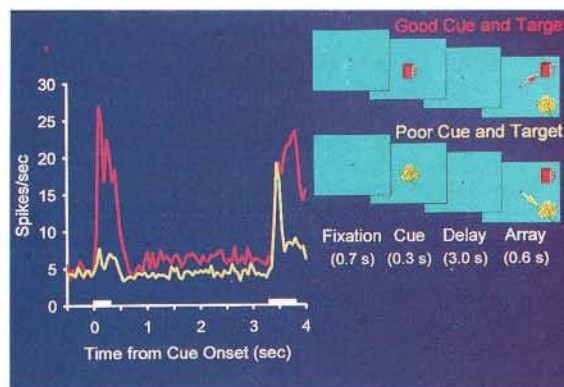 Good Cue and Target
Poor Cue and Target
Fixation Cue Delay Array
(0.7 s) (0.3 s) (3.0 s) (0.6 s)
Spikes/sec
30
25
20
15
10
5
0
0 1 2 3 4
Time from Cue Onset (sec)